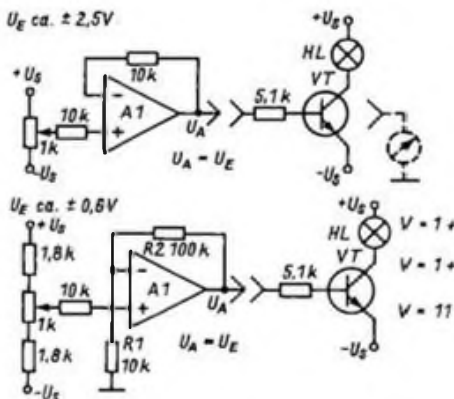 U_E ca. ± 2,5V
+U_S
HL
VT
+U_S
10k
10k
A1
5,1k
1k
U_A
-U_S
U_A = U_E
-U_S
U_E ca. ± 0,6V
+U_S
+U_S
1,8k
R2 100k
HL
V = 1+
VT
10k
A1
5,1k
V = 1+
1k
U_A
1,8k
R1
10k
U_A = U_E
V = 11
-U_S
-U_S